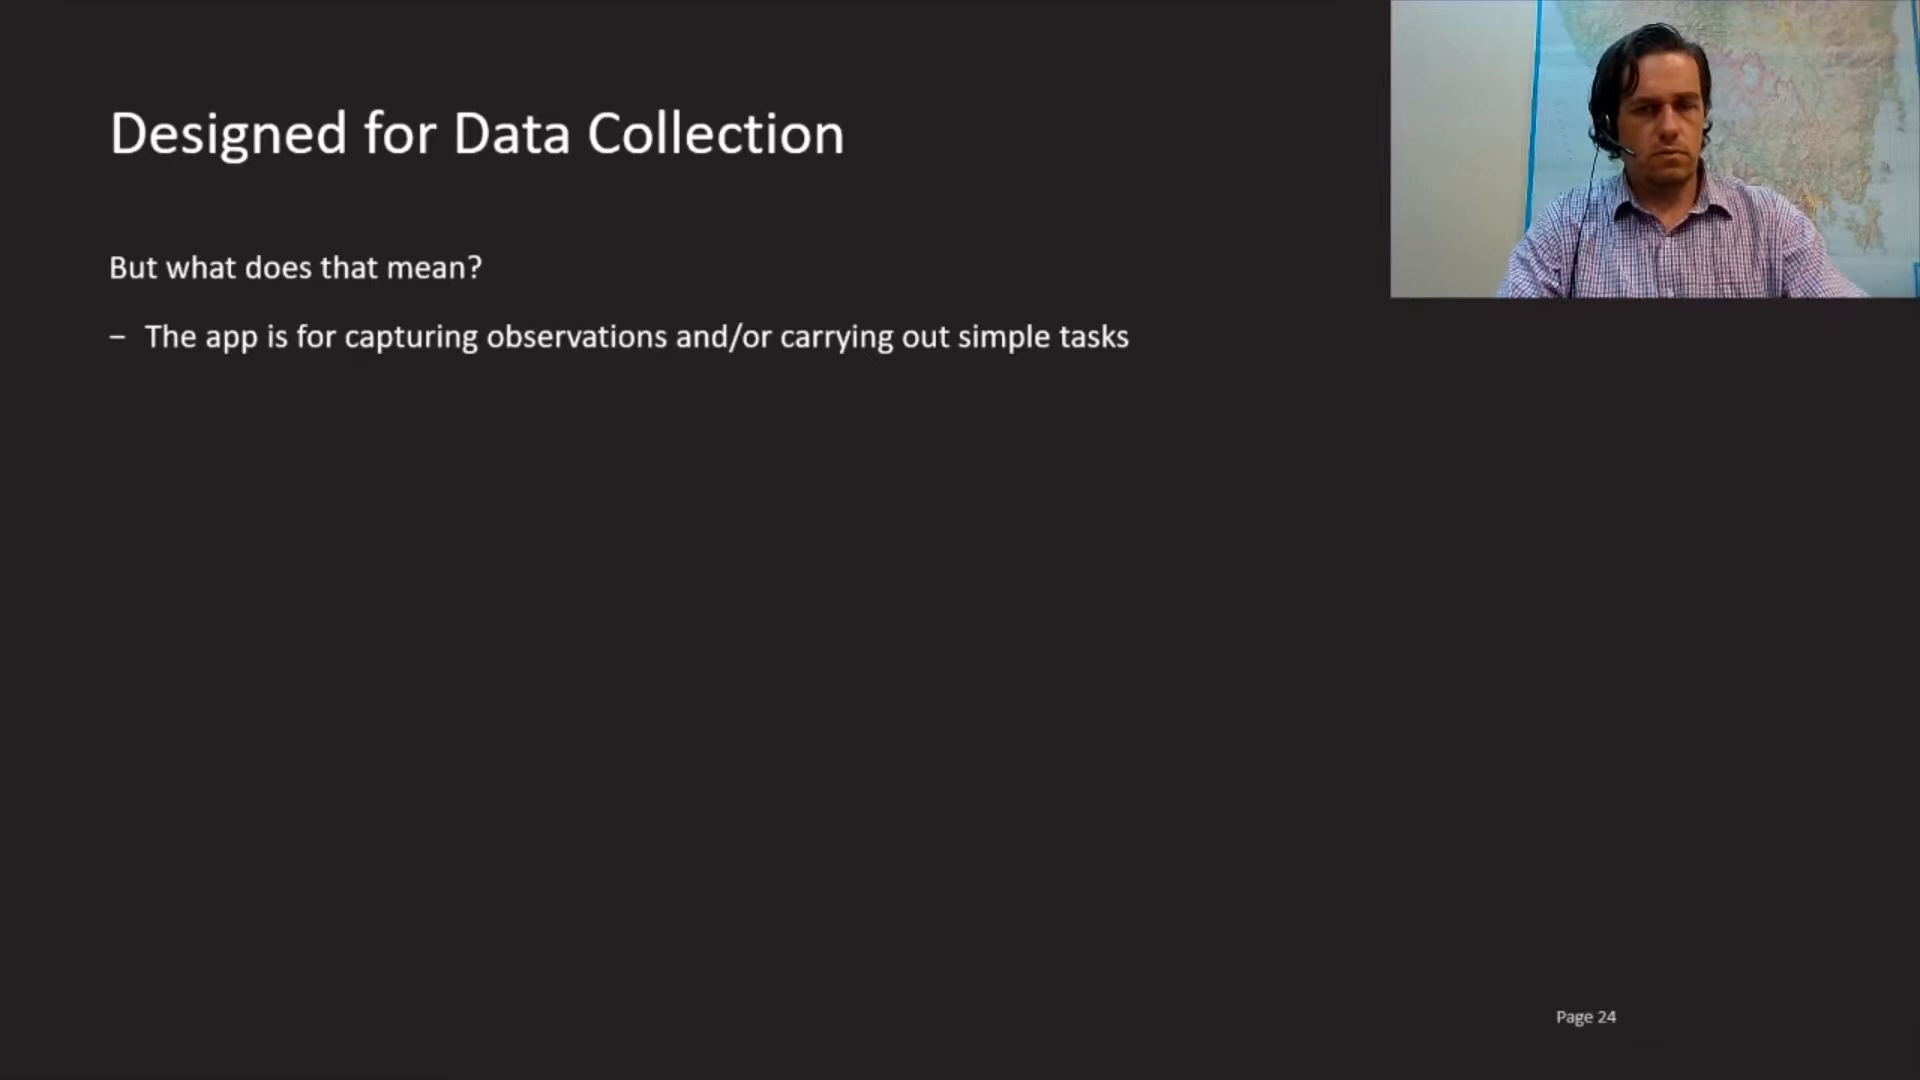 Designed for Data Collection
But what does that mean?
– The app is for capturing observations and/or carrying out simple tasks
Page 24